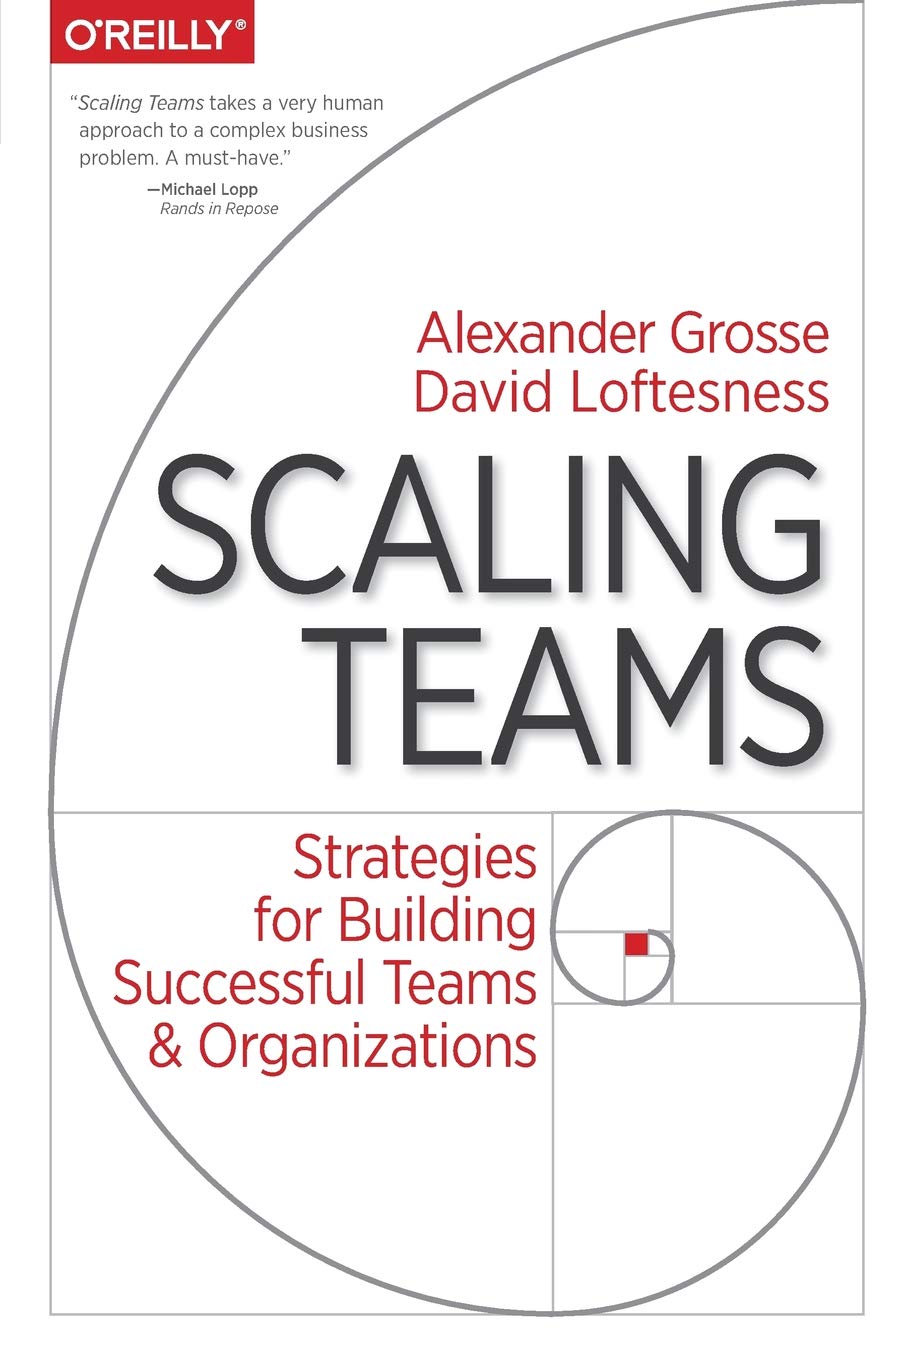 O'REILLY®
“Scaling Teams takes a very human
approach to a complex business
problem. A must-have.”
—Michael Lopp
Rands in Repose
Alexander Grosse
David Loftesness
SCALING
TEAMS
Strategies
for Building
Successful Teams
& Organizations